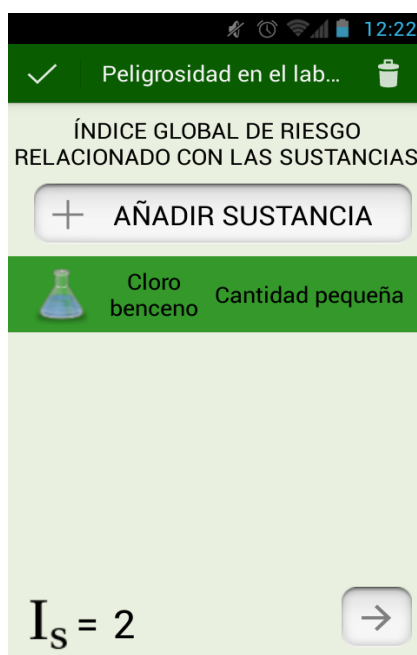 12:22
Peligrosidad en el lab...
ÍNDICE GLOBAL DE RIESGO
RELACIONADO CON LAS SUSTANCIAS
AÑADIR SUSTANCIA
Cloro
benceno
Cantidad pequeña
Is = 2